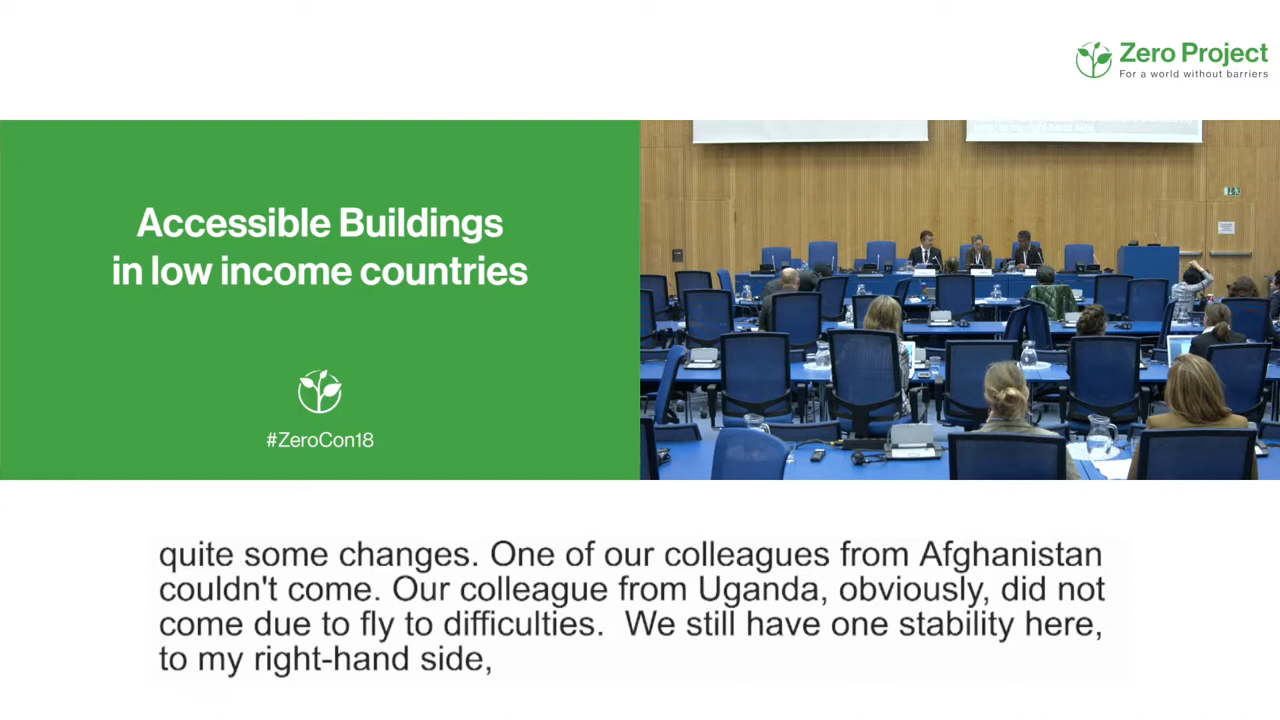 Zero Project
For a world without barriers
Accessible Buildings
in low income countries
#ZeroCon18
quite some changes. One of our colleagues from Afghanistan
couldn't come. Our colleague from Uganda, obviously, did not
come due to fly to difficulties. We still have one stability here,
to my right-hand side,